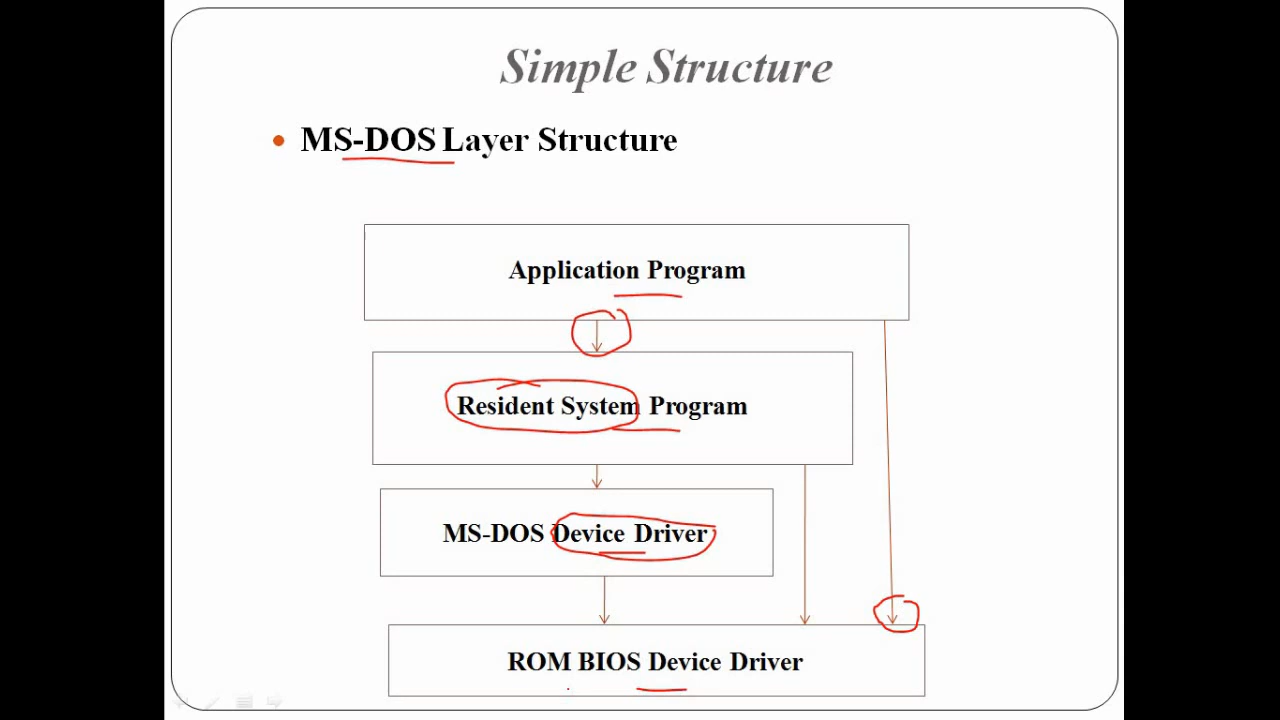 Simple Structure
MS-DOS Layer Structure
Application Program
Resident System Program
MS-DOS Device Driver
ROM BIOS Device Driver